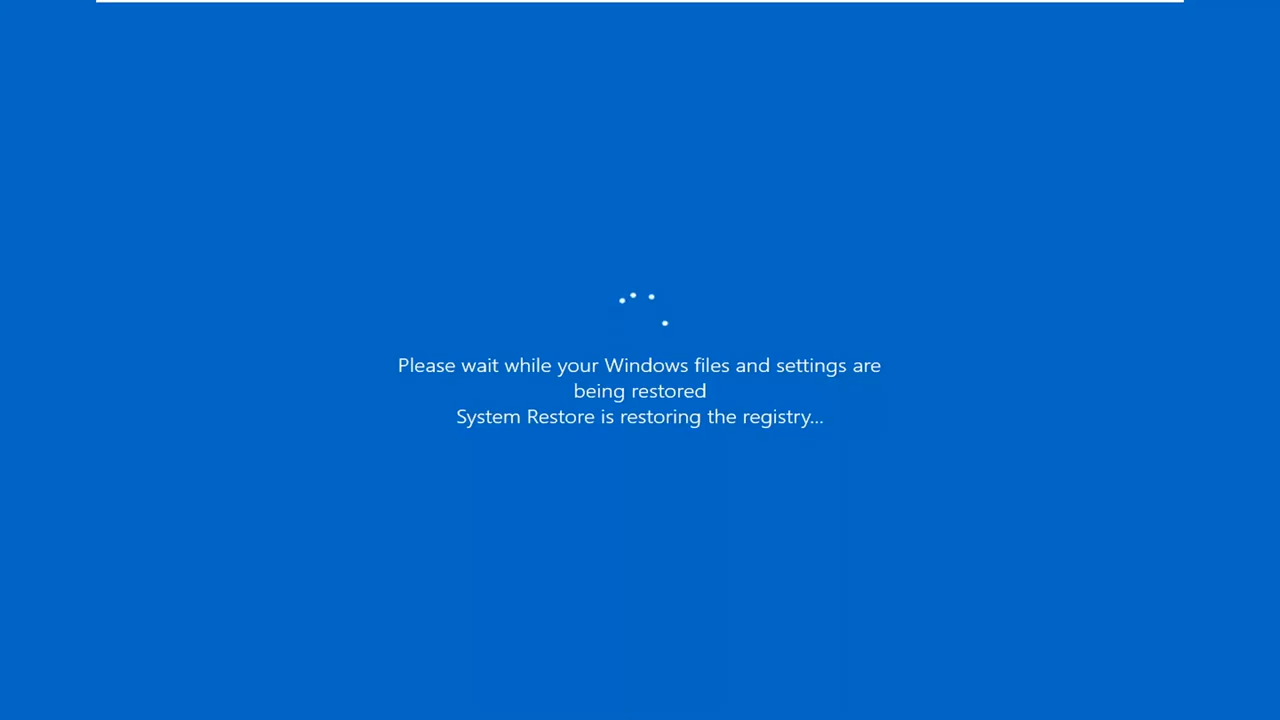 Please wait while your Windows files and settings are
being restored
System Restore is restoring the registry...